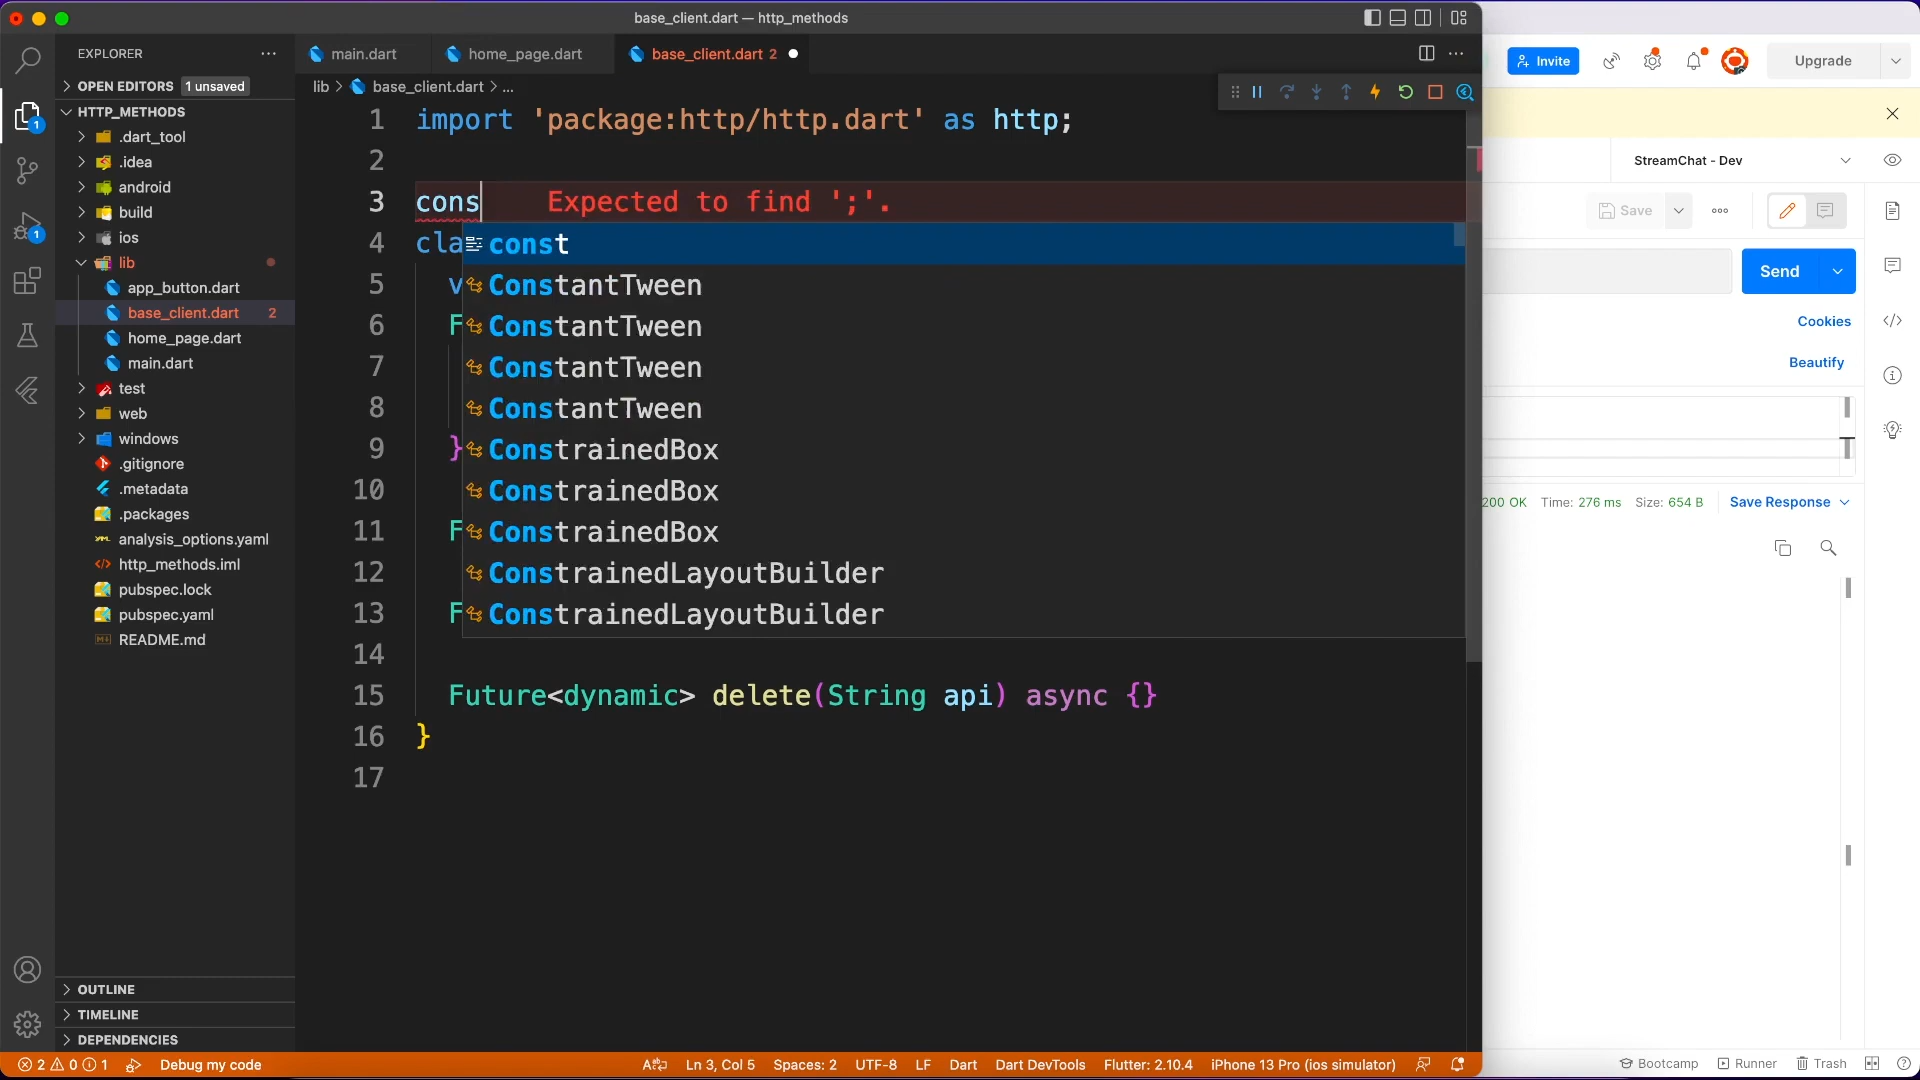 base_client.dart — http_methods
EXPLORER
OPEN EDITORS 1 unsaved
HTTP_METHODS
.dart_tool
.idea
android
build
ios
lib
app_button.dart
base_client.dart 2
home_page.dart
main.dart
test
web
windows
.gitignore
.metadata
.packages
analysis_options.yaml
http_methods.iml
pubspec.lock
pubspec.yaml
README.md
OUTLINE
TIMELINE
DEPENDENCIES
1
1
main.dart
home_page.dart
base_client.dart 2
lib > base_client.dart > ...
1 import 'package:http/http.dart' as http;
2
3 cons Expected to find ';'.
4 cla const
5 v ConstantTween
6 F ConstantTween
7 ConstantTween
8 ConstantTween
9 } ConstrainedBox
10 ConstrainedBox
11 F ConstrainedBox
12 ConstrainedLayoutBuilder
13 F ConstrainedLayoutBuilder
14
15 Future<dynamic> delete(String api) async {}
16 }
17
2 0 1 Debug my code
Ln 3, Col 5 Spaces: 2 UTF-8 LF Dart Dart DevTools Flutter: 2.10.4 iPhone 13 Pro (ios simulator)
Invite
Upgrade
StreamChat - Dev
Save
Send
Cookies
Beautify
200 OK Time: 276 ms Size: 654 B Save Response
Bootcamp Runner Trash